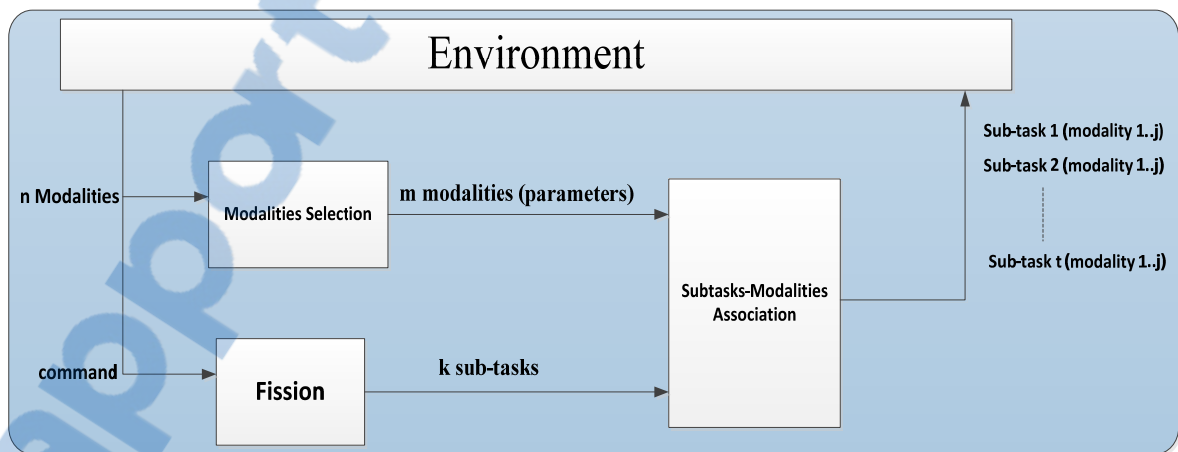 Environment
Sub-task 1 (modality 1..j)
Sub-task 2 (modality 1..j)
n Modalities
Modalities Selection
m modalities (parameters)
Sub-task t (modality 1..j)
Subtasks-Modalities
Association
command
Fission
k sub-tasks
apport